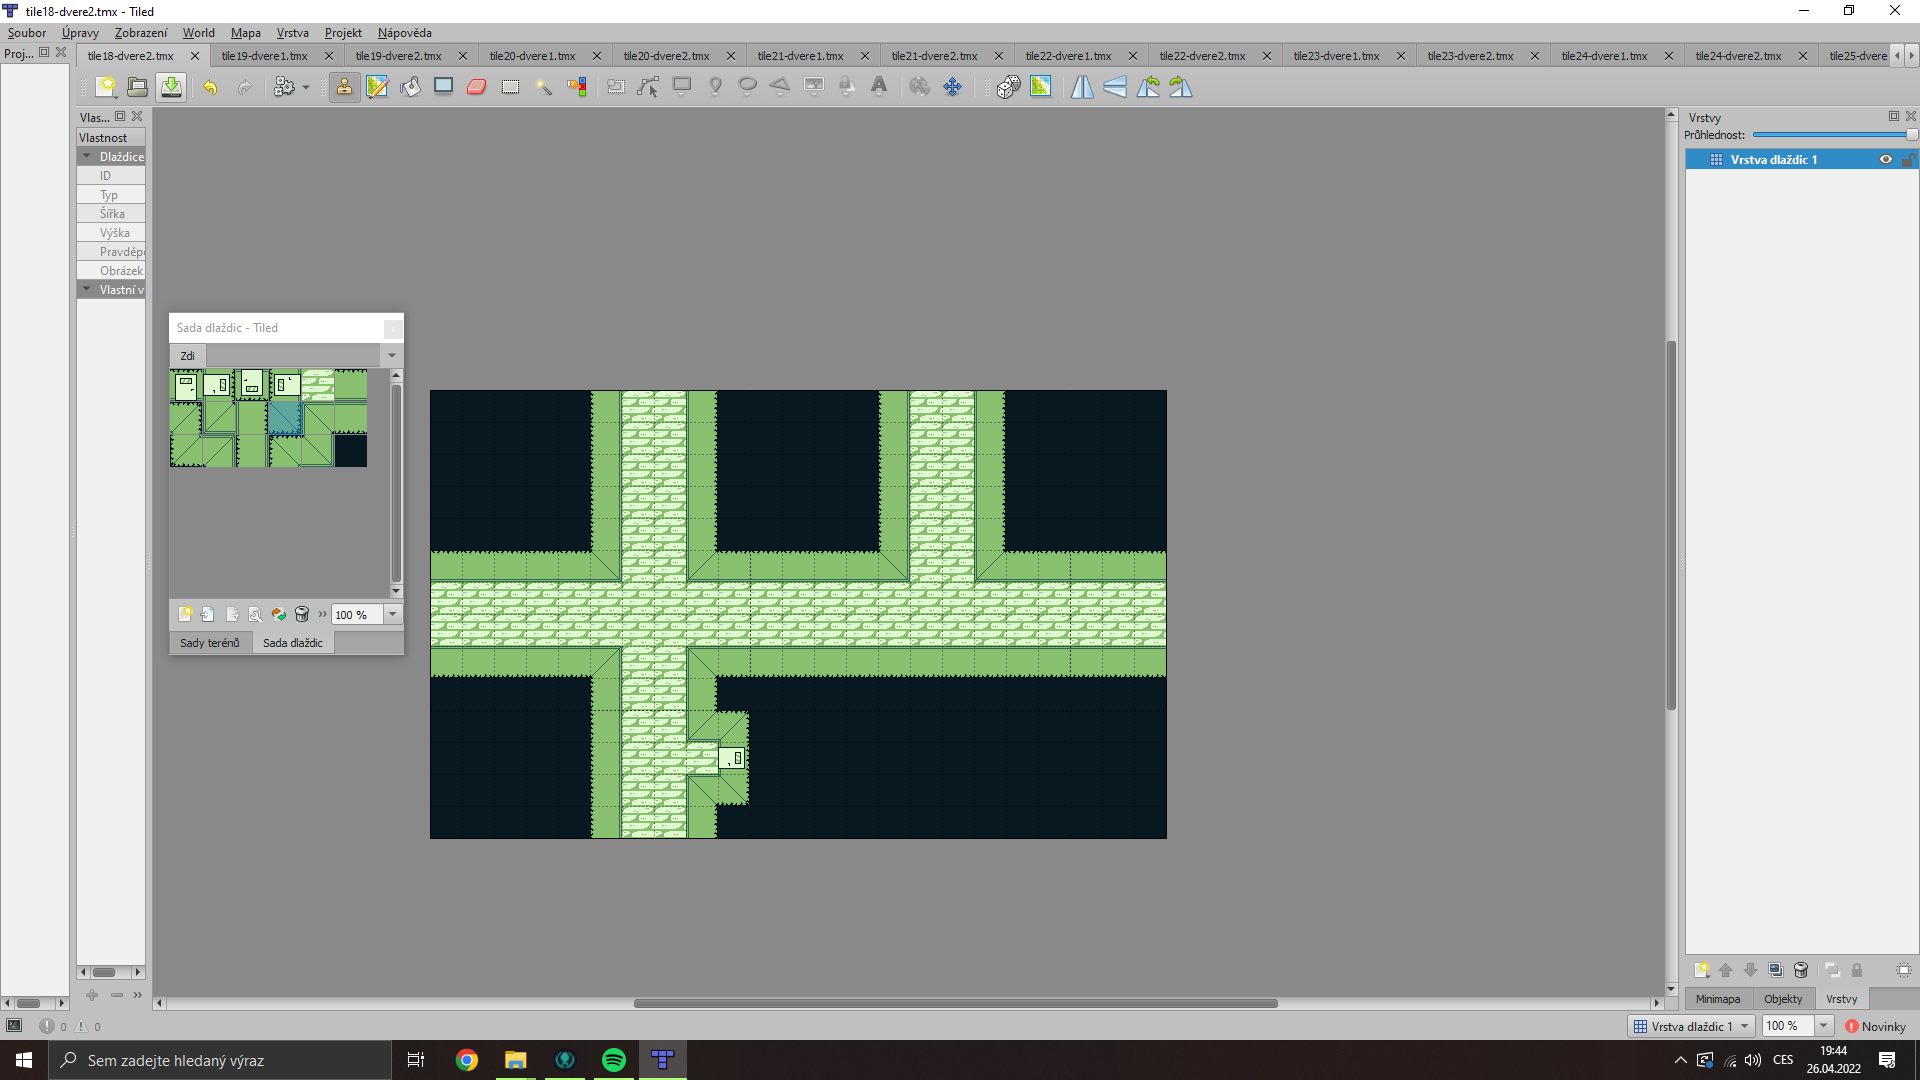 tile18-dvere2.tmx - Tiled
Soubor Úpravy Zobrazení World Mapa Vrstva Projekt Nápověda
Proj...
tile18-dvere2.tmx tile19-dvere1.tmx tile19-dvere2.tmx tile20-dvere1.tmx tile20-dvere2.tmx tile21-dvere1.tmx tile21-dvere2.tmx tile22-dvere1.tmx tile22-dvere2.tmx tile23-dvere1.tmx tile23-dvere2.tmx tile24-dvere1.tmx tile24-dvere2.tmx tile25-dvere
Vlas...
Vlastnost
Dlaždice
ID
Typ
Šířka
Výška
Pravděpo
Obrázek
Vlastní v
Sada dlaždic - Tiled
Zdi
100 %
Sady terénů Sada dlaždic
Vrstvy
Průhlednost:
Vrstva dlaždic 1
Minimapa Objekty Vrstvy
0 0
Vrstva dlaždic 1 100 % Novinky
Sem zadejte hledaný výraz
CES
19:44
26.04.2022